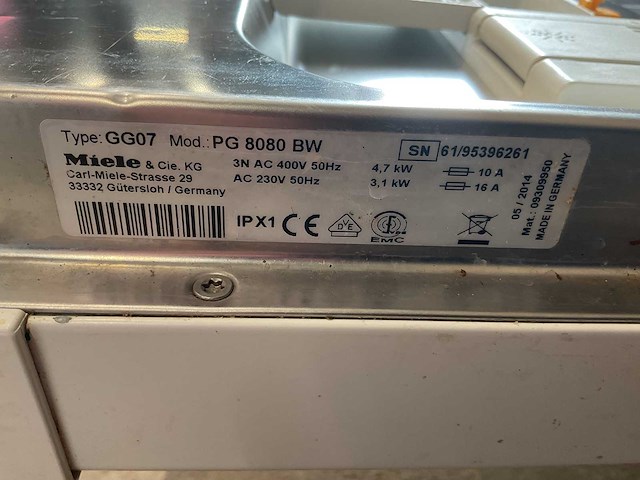 Type: GG07 Mod.: PG 8080 BW
SN 61/95396261
Miele & Cie. KG
Carl-Miele-Strasse 29
33332 Gütersloh / Germany
3N AC 400V 50Hz 4,7 kW 10 A
AC 230V 50Hz 3,1 kW 16 A
IPX1 CE DVE EMC
05 / 2014
Mat.: 09309950
MADE IN GERMANY